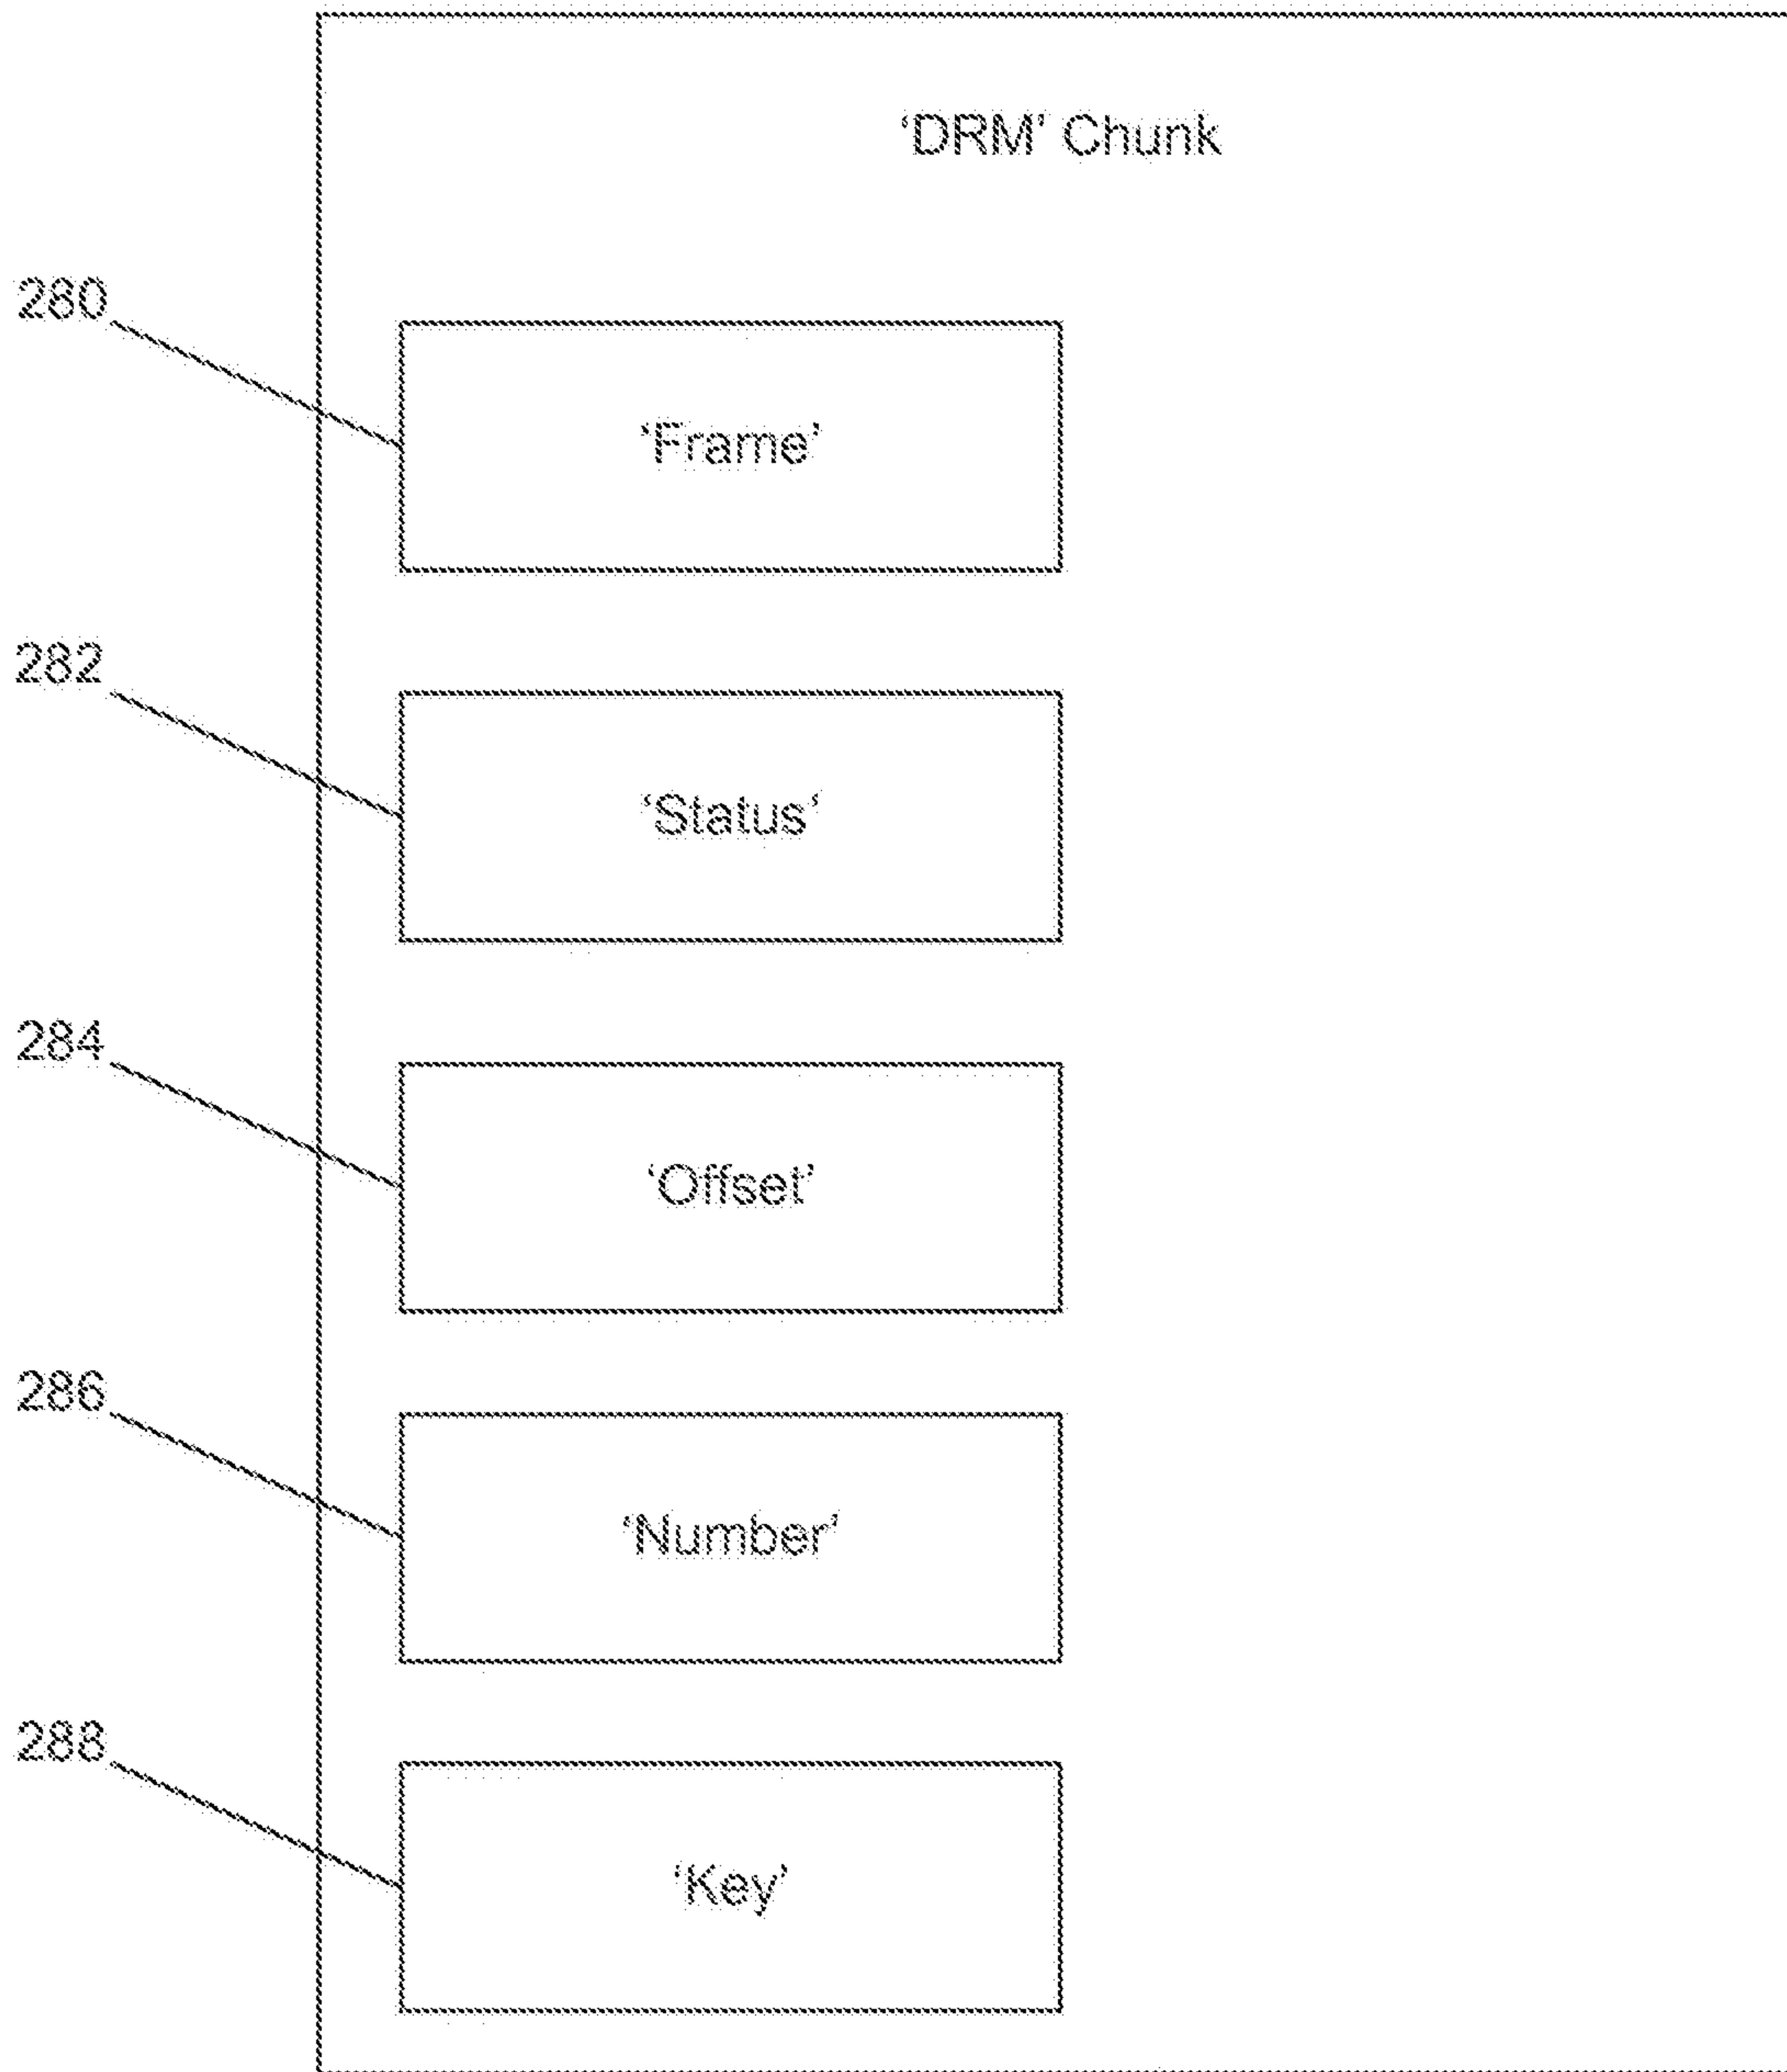 ‘DRM’ Chunk
280
‘Frame’
282
‘Status‘
284
‘Offset’
286
‘Number’
288
‘Key’